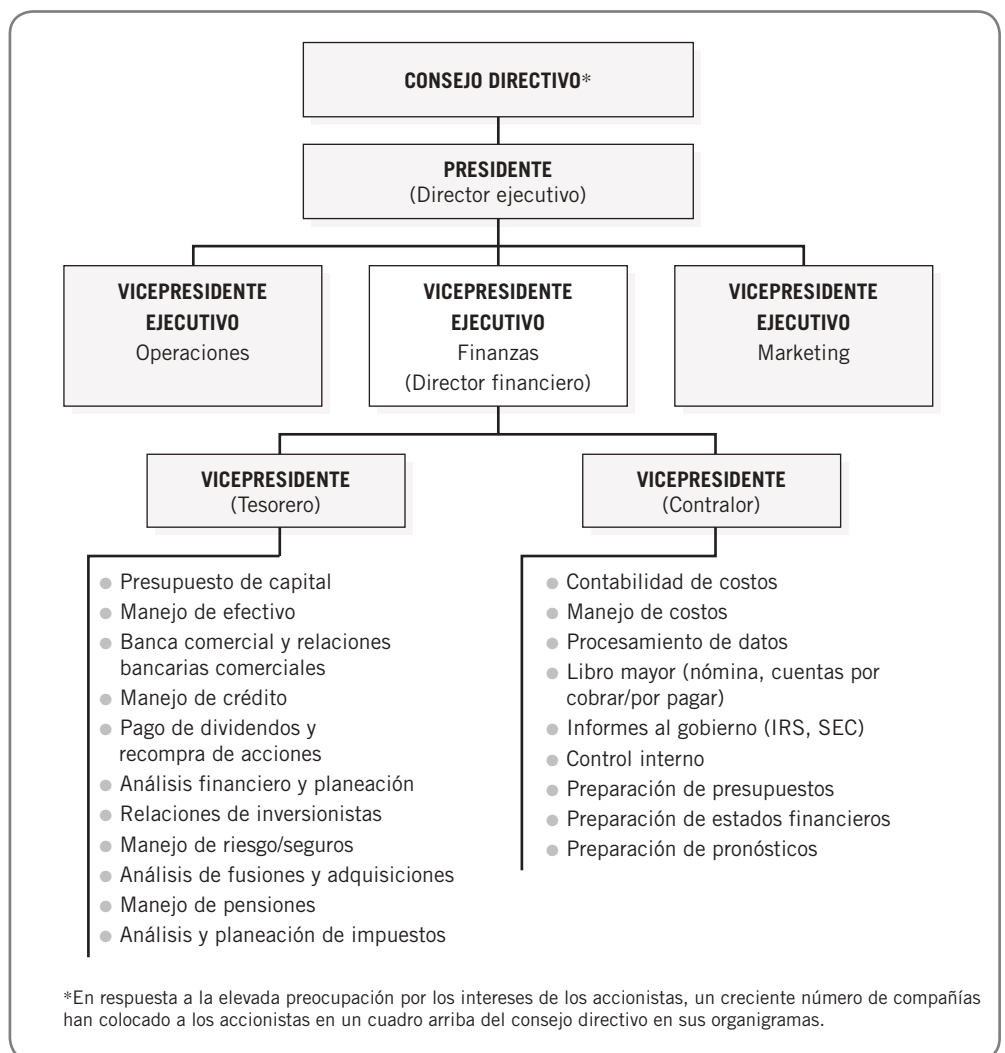 CONSEJO DIRECTIVO*
PRESIDENTE
(Director ejecutivo)
VICEPRESIDENTE
EJECUTIVO
Operaciones
VICEPRESIDENTE
EJECUTIVO
Finanzas
(Director financiero)
VICEPRESIDENTE
EJECUTIVO
Marketing
VICEPRESIDENTE
(Tesorero)
● Presupuesto de capital
● Manejo de efectivo
● Banca comercial y relaciones
bancarias comerciales
● Manejo de crédito
● Pago de dividendos y
recompra de acciones
● Análisis financiero y planeación
● Relaciones de inversionistas
● Manejo de riesgo/seguros
● Análisis de fusiones y adquisiciones
● Manejo de pensiones
● Análisis y planeación de impuestos
VICEPRESIDENTE
(Contralor)
● Contabilidad de costos
● Manejo de costos
● Procesamiento de datos
● Libro mayor (nómina, cuentas por
cobrar/por pagar)
● Informes al gobierno (IRS, SEC)
● Control interno
● Preparación de presupuestos
● Preparación de estados financieros
● Preparación de pronósticos
*En respuesta a la elevada preocupación por los intereses de los accionistas, un creciente número de compañías
han colocado a los accionistas en un cuadro arriba del consejo directivo en sus organigramas.